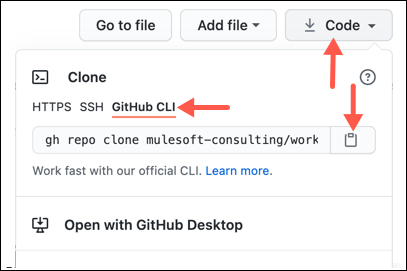 Go to file Add file Code
Clone
HTTPS SSH GitHub CLI
gh repo clone mulesoft-consulting/work
Work fast with our official CLI. Learn more.
Open with GitHub Desktop